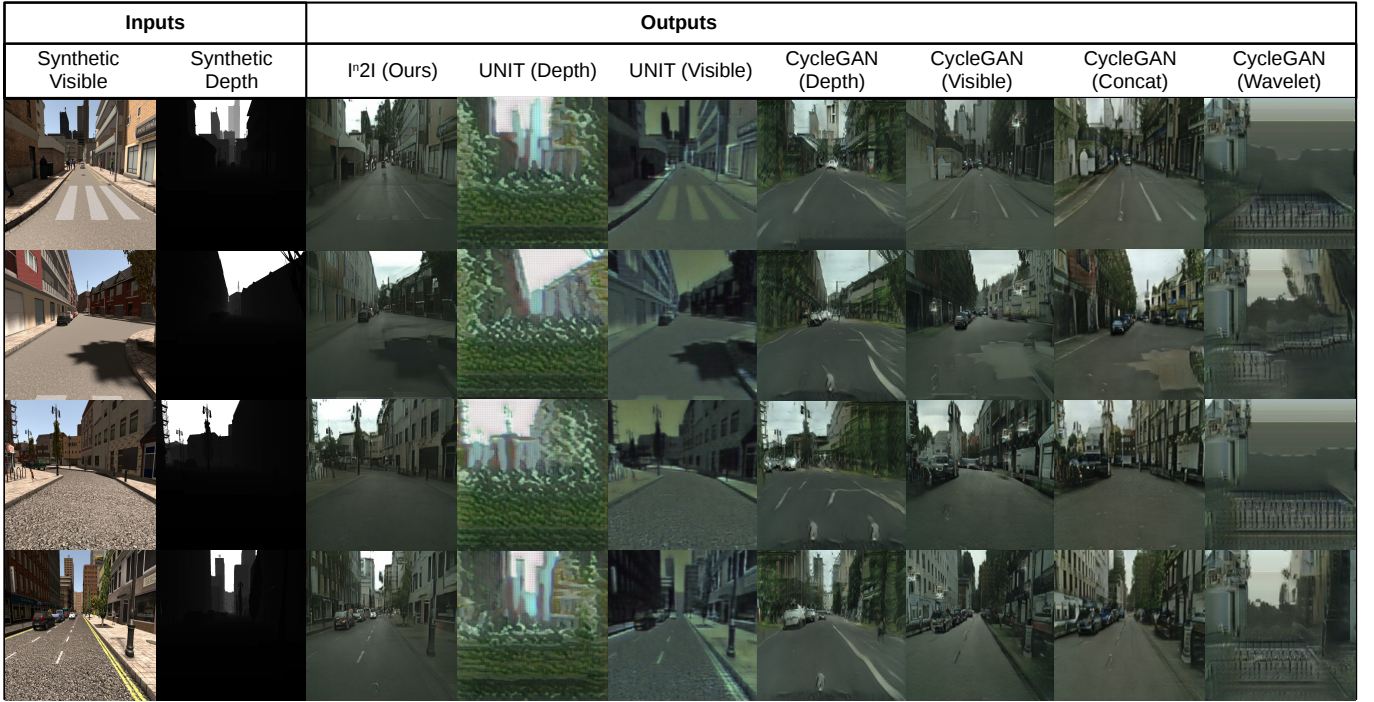 Inputs
Outputs
Synthetic
Visible
Synthetic
Depth
Iⁿ2I (Ours)
UNIT (Depth)
UNIT (Visible)
CycleGAN
(Depth)
CycleGAN
(Visible)
CycleGAN
(Concat)
CycleGAN
(Wavelet)